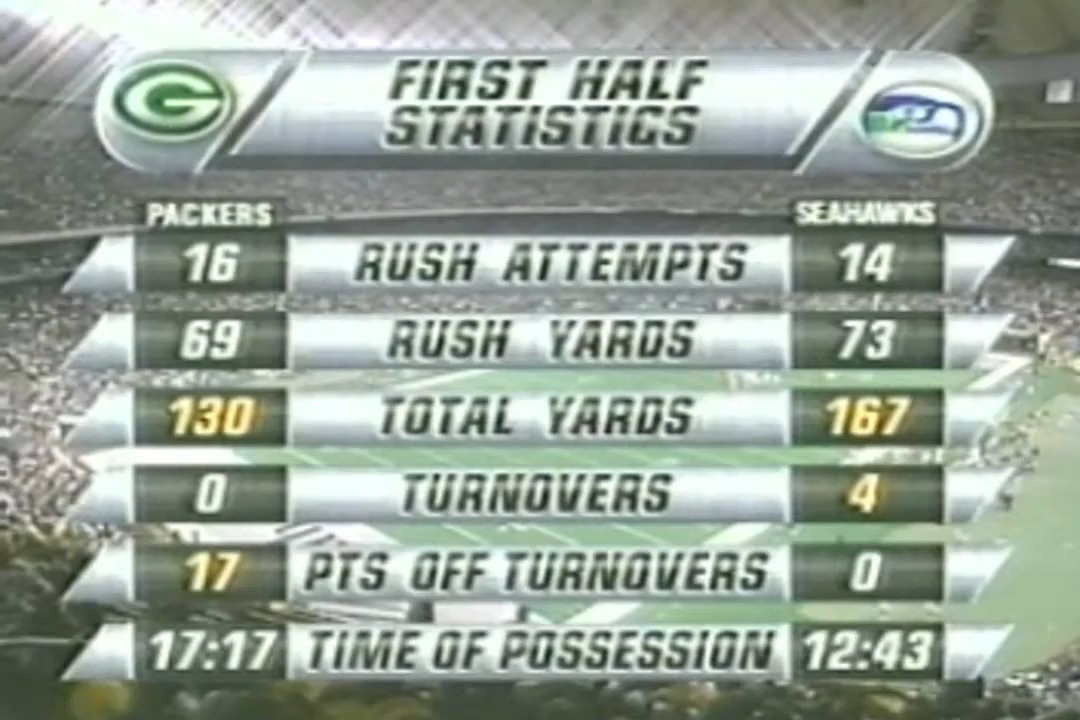 G
FIRST HALF
STATISTICS
PACKERS SEAHAWKS
16 RUSH ATTEMPTS 14
69 RUSH YARDS 73
130 TOTAL YARDS 167
0 TURNOVERS 4
17 PTS OFF TURNOVERS 0
17:17 TIME OF POSSESSION 12:43